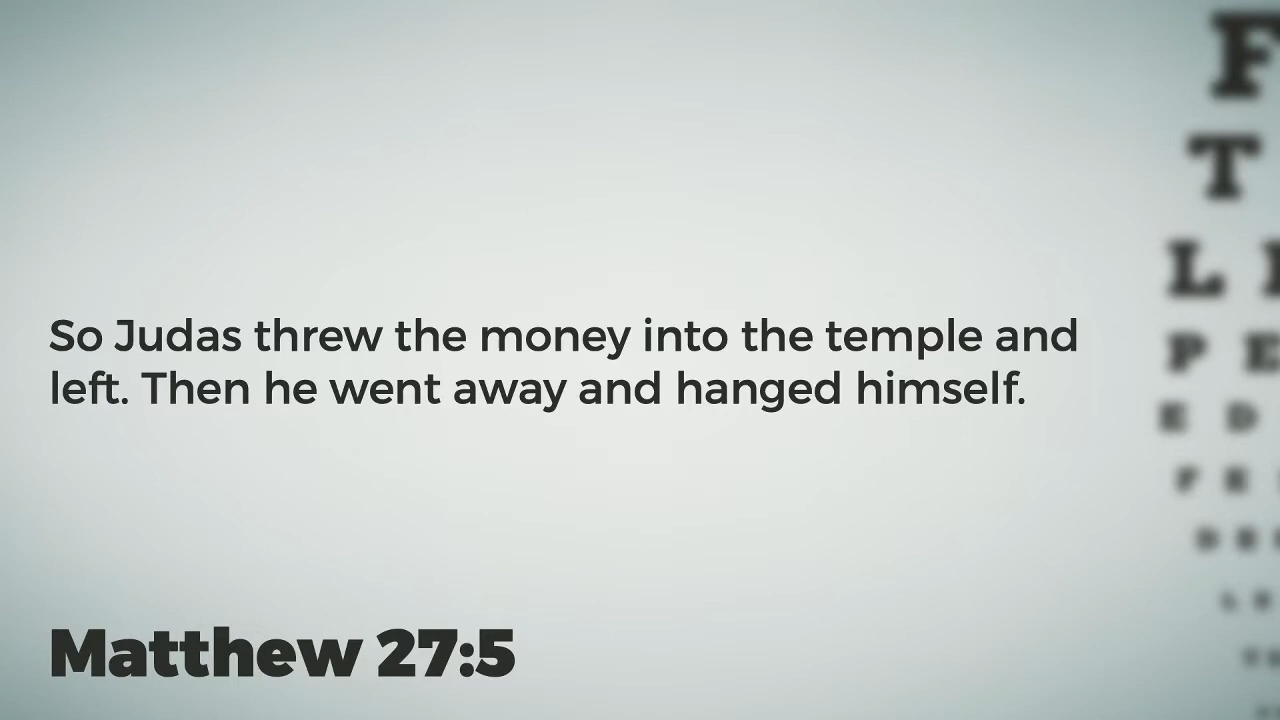 So Judas threw the money into the temple and
left. Then he went away and hanged himself.
Matthew 27:5
F
T
L
P E
E D
F E
D E
L E